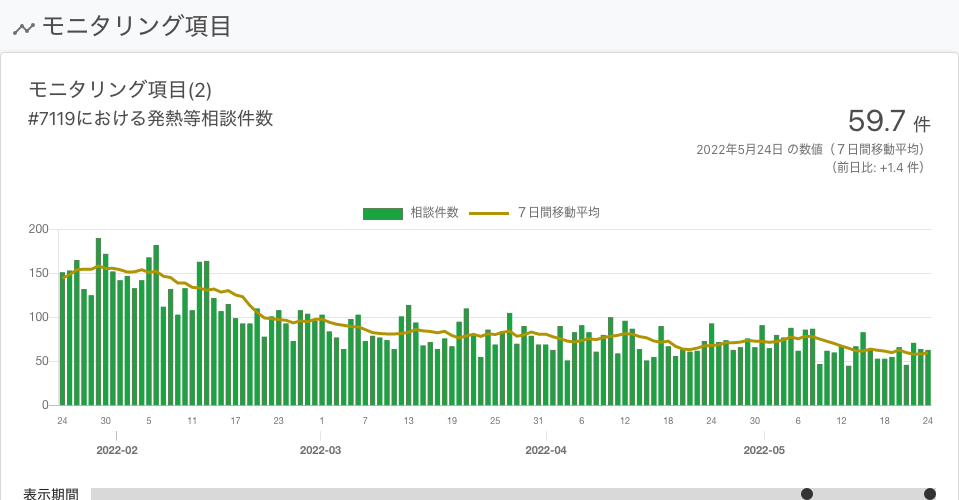 モニタリング項目
モニタリング項目(2)
#7119における発熱等相談件数
59.7 件
2022年5月24日 の数値（７日間移動平均）
（前日比: +1.4 件）
相談件数 ７日間移動平均
200
150
100
50
0
24 30 5 11 17 23 1 7 13 19 25 31 6 12 18 24 30 6 12 18 24
2022-02 2022-03 2022-04 2022-05
表示期間